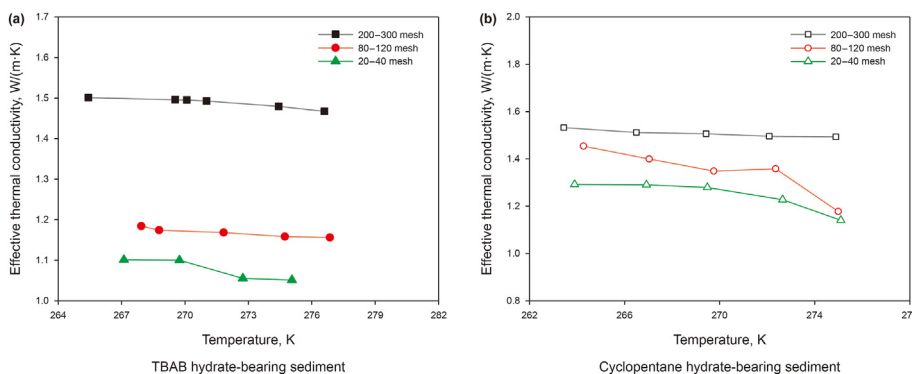 (a)
1.7
1.6
1.5
1.4
1.3
1.2
1.1
1.0
Effective thermal conductivity, W/(m·K)
200–300 mesh
80–120 mesh
20–40 mesh
264 267 270 273 276 279 282
Temperature, K
TBAB hydrate-bearing sediment
(b)
2.0
1.8
1.6
1.4
1.2
1.0
0.8
Effective thermal conductivity, W/(m·K)
200–300 mesh
80–120 mesh
20–40 mesh
262 266 270 274
Temperature, K
Cyclopentane hydrate-bearing sediment